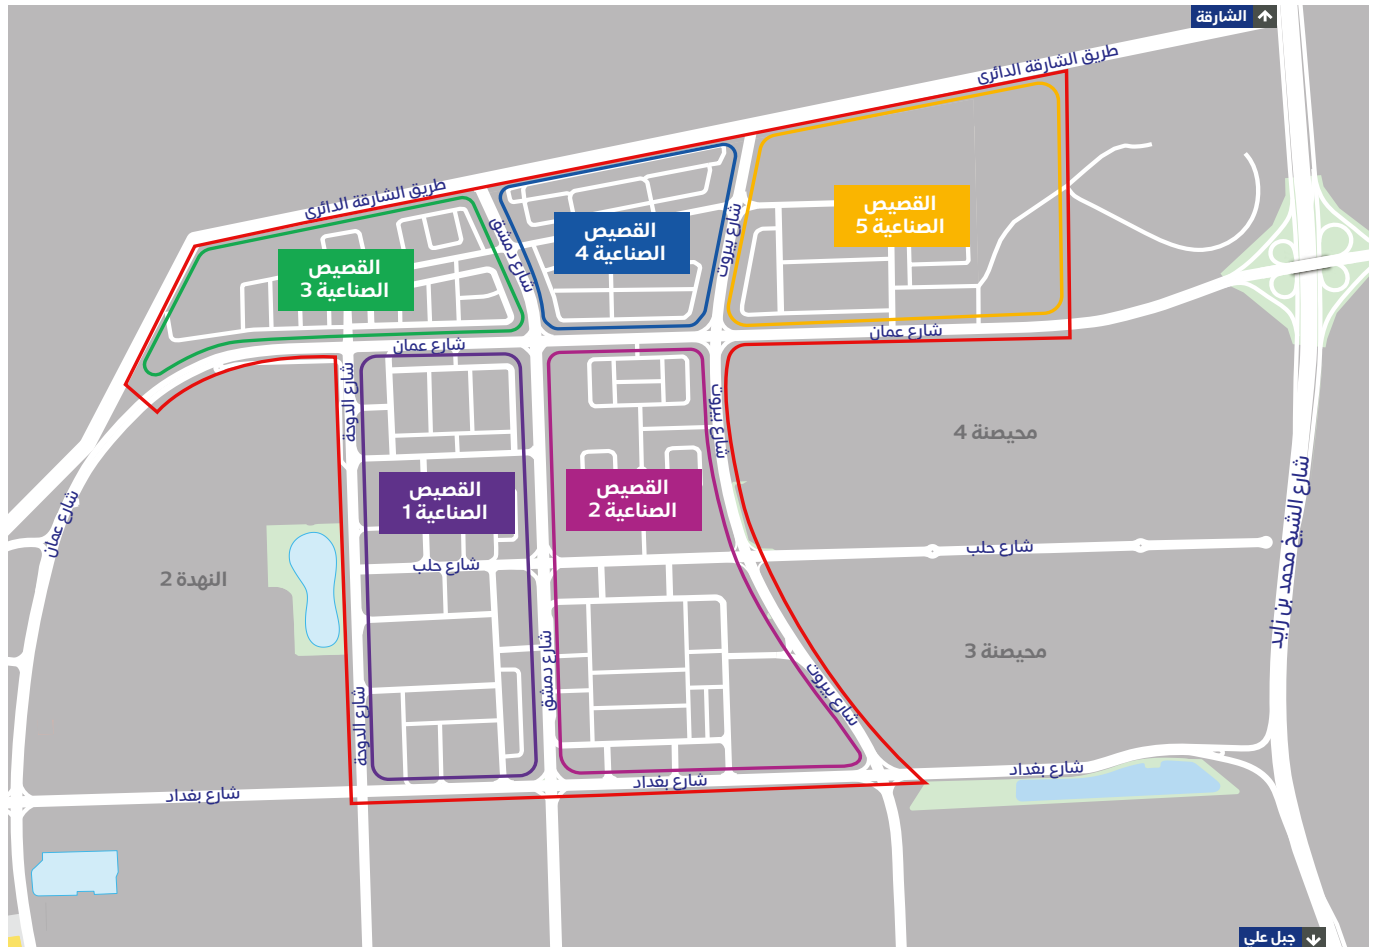 الشارقة
طريق الشارقة الدائري
طريق الشارقة الدائري
القصيص
الصناعية 5
القصيص
الصناعية 4
القصيص
الصناعية 3
شارع دمشق
شارع بيروت
شارع عمان
شارع عمان
شارع الدوحة
شارع بيروت
محيصنة 4
القصيص
الصناعية 2
القصيص
الصناعية 1
شارع عمان
شارع الشيخ محمد بن زايد
شارع حلب
شارع حلب
النهدة 2
محيصنة 3
شارع دمشق
شارع بيروت
شارع الدوحة
شارع بغداد
شارع بغداد
شارع بغداد
جبل علي